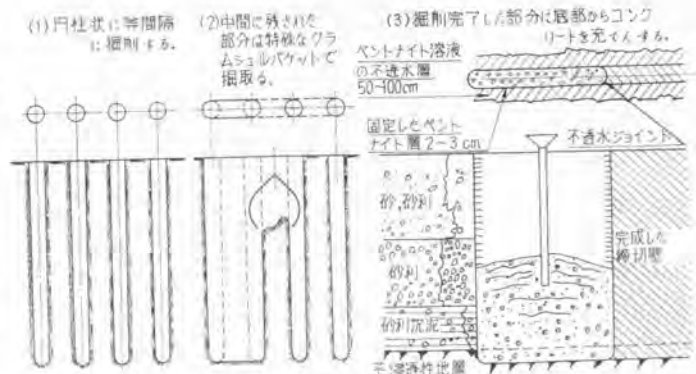 (1) 円柱状に等間隔
に掘削する。
(2) 中間に残された
部分は特殊なクラ
ムシェルバケットで
掘取る。
(3) 掘削完了した部分に底部からコンク
リートを充てんする。
ベントナイト溶液
の不透水層
50-100cm
固定したベント
ナイト層2-3cm
不透水ジョイント
砂,砂利
砂利
砂利沈泥
不浸透性地層
完成した
締切壁